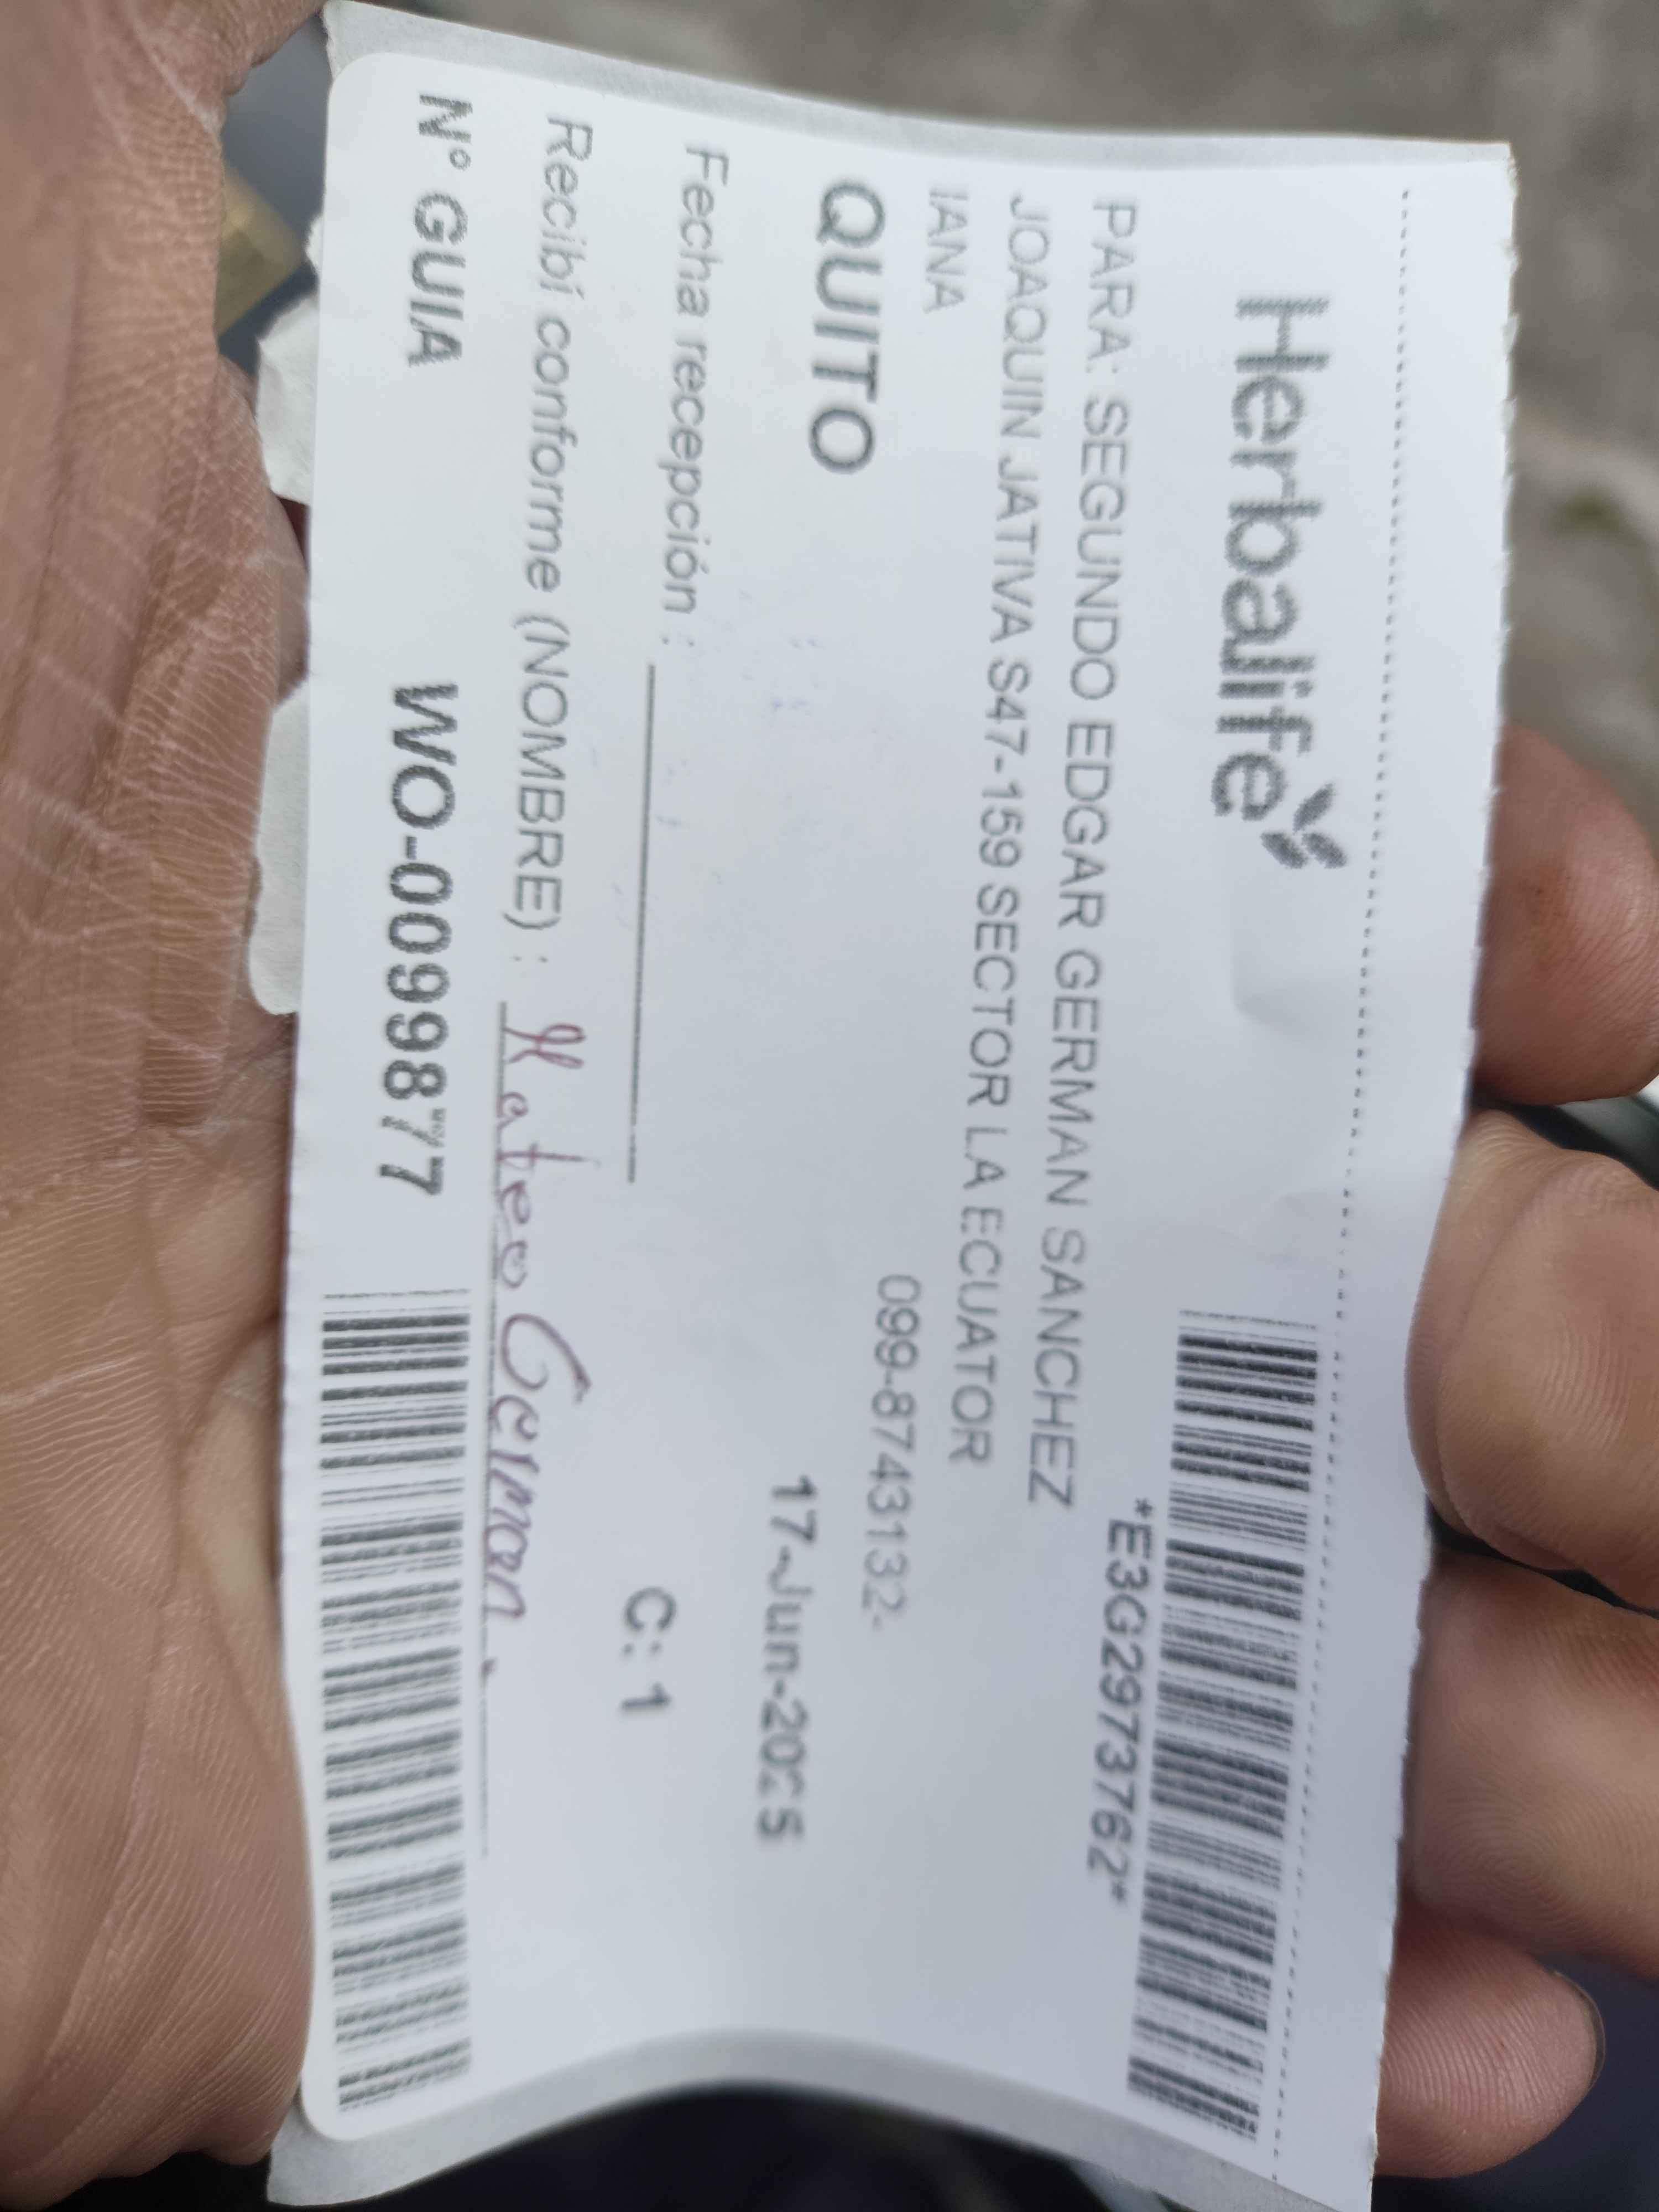 Herbalife
*E3G2973762*
PARA: SEGUNDO EDGAR GERMAN SANCHEZ
JOAQUIN JATIVA S47-159 SECTOR LA ECUATOR
IANA
099-87431132-
QUITO
17-Jun-2025
Fecha recepción :
C: 1
Recibí conforme (NOMBRE) : Mateo German.
N° GUIA WO-0099877